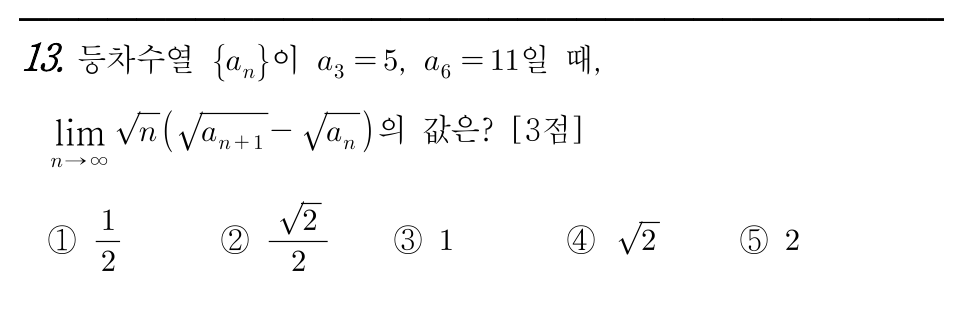 13. 등차수열 {aₙ}이 a₃ = 5, a₆ = 11일 때,
lim n→∞ √n(√aₙ₊₁ − √aₙ)의 값은? [3점]
① 1/2 ② √2/2 ③ 1 ④ √2 ⑤ 2